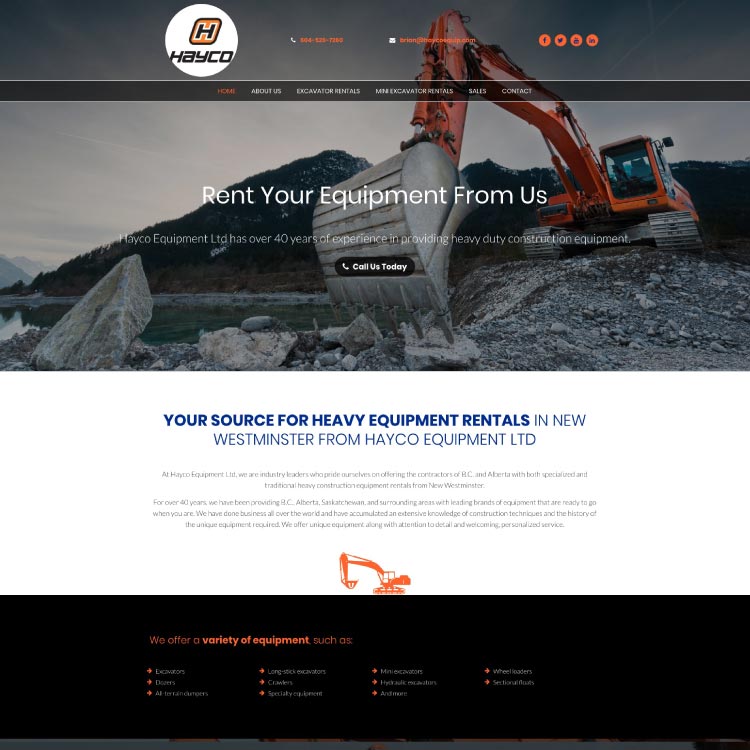 H
HAYCO
604-525-7260
brian@haycoequip.com
HOME ABOUT US EXCAVATOR RENTALS MINI EXCAVATOR RENTALS SALES CONTACT
Rent Your Equipment From Us
Hayco Equipment Ltd has over 40 years of experience in providing heavy duty construction equipment.
Call Us Today
YOUR SOURCE FOR HEAVY EQUIPMENT RENTALS IN NEW
WESTMINSTER FROM HAYCO EQUIPMENT LTD
At Hayco Equipment Ltd, we are industry leaders who pride ourselves on offering the contractors of B.C. and Alberta with both specialized and
traditional heavy construction equipment rentals from New Westminster.
For over 40 years, we have been providing B.C., Alberta, Saskatchewan, and surrounding areas with leading brands of equipment that are ready to go
when you are. We have done business all over the world and have accumulated an extensive knowledge of construction techniques and the history of
the unique equipment required. We offer unique equipment along with attention to detail and welcoming, personalized service.
We offer a variety of equipment, such as:
Excavators Long-stick excavators Mini excavators Wheel loaders
Dozers Crawlers Hydraulic excavators Sectional floats
All-terrain dumpers Specialty equipment And more